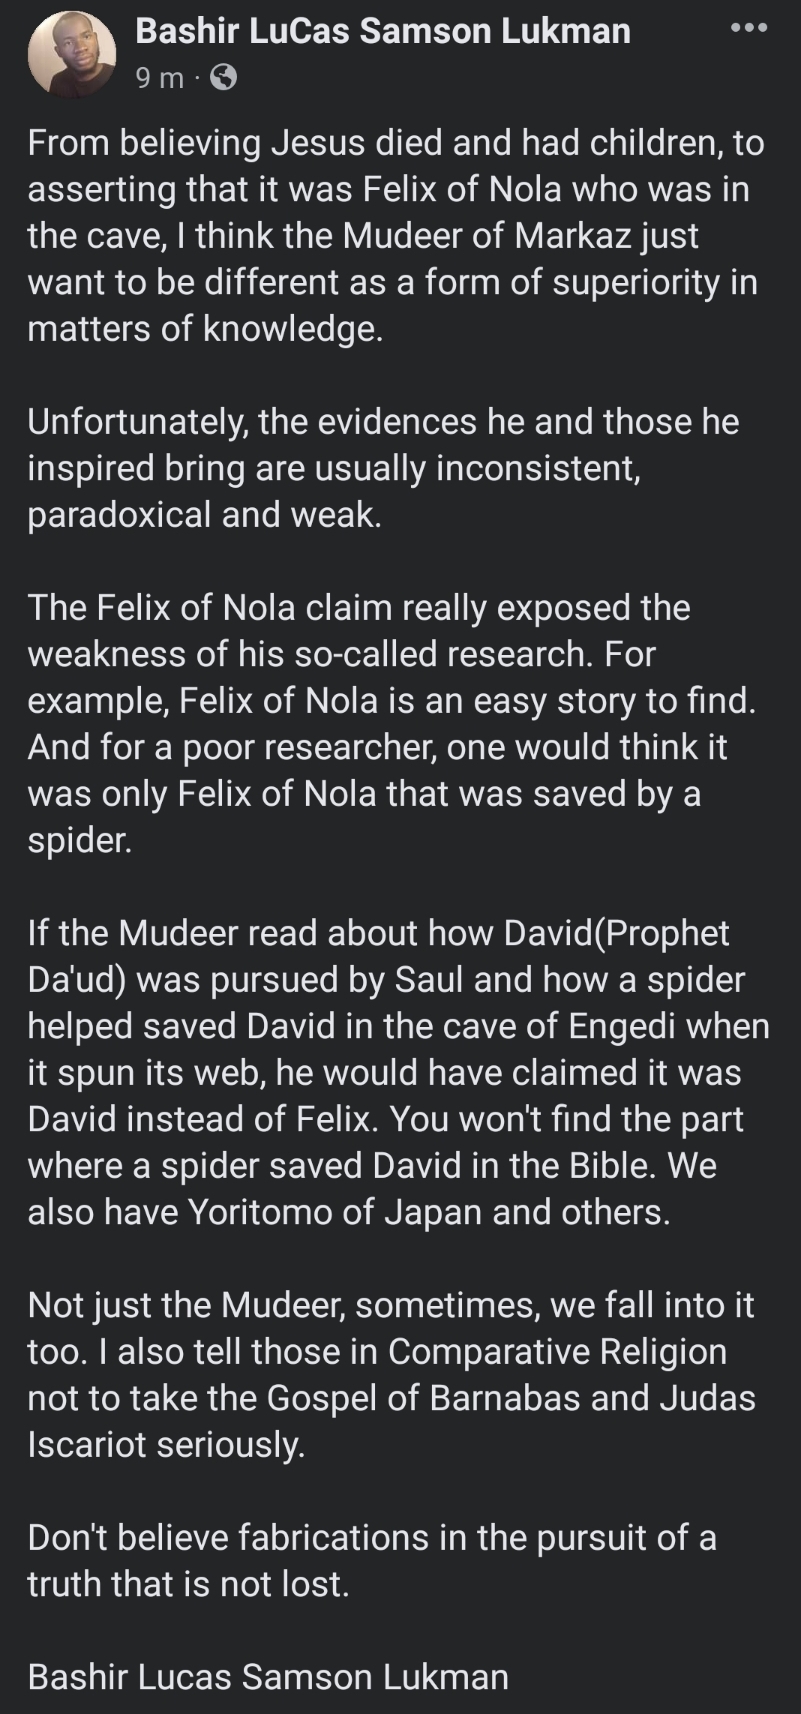 Bashir LuCas Samson Lukman
9 m ·
From believing Jesus died and had children, to
asserting that it was Felix of Nola who was in
the cave, I think the Mudeer of Markaz just
want to be different as a form of superiority in
matters of knowledge.
Unfortunately, the evidences he and those he
inspired bring are usually inconsistent,
paradoxical and weak.
The Felix of Nola claim really exposed the
weakness of his so-called research. For
example, Felix of Nola is an easy story to find.
And for a poor researcher, one would think it
was only Felix of Nola that was saved by a
spider.
If the Mudeer read about how David(Prophet
Da'ud) was pursued by Saul and how a spider
helped saved David in the cave of Engedi when
it spun its web, he would have claimed it was
David instead of Felix. You won't find the part
where a spider saved David in the Bible. We
also have Yoritomo of Japan and others.
Not just the Mudeer, sometimes, we fall into it
too. I also tell those in Comparative Religion
not to take the Gospel of Barnabas and Judas
Iscariot seriously.
Don't believe fabrications in the pursuit of a
truth that is not lost.
Bashir Lucas Samson Lukman